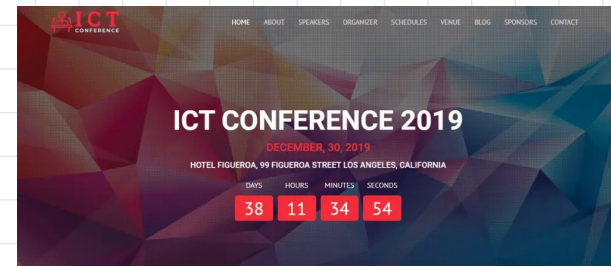 ICT
CONFERENCE
HOME ABOUT SPEAKERS ORGANIZER SCHEDULES VENUE BLOG SPONSORS CONTACT
ICT CONFERENCE 2019
DECEMBER, 30, 2019
HOTEL FIGUEROA, 99 FIGUEROA STREET LOS ANGELES, CALIFORNIA
DAYS HOURS MINUTES SECONDS
38 11 34 54